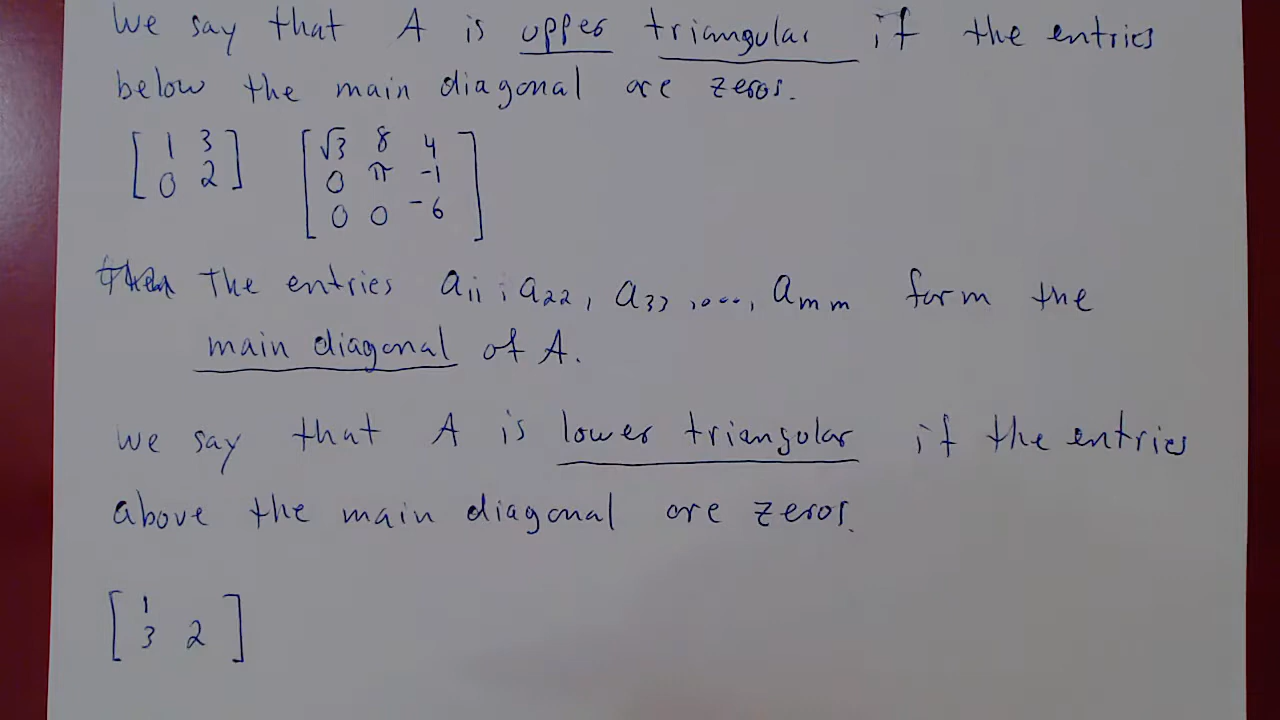 We say that A is upper triangular if the entries
below the main diagonal are zeros.
[1 3
0 2] [√3 8 4
0 π -1
0 0 -6]
The entries a11, a22, a33, ..., amm form the
main diagonal of A.
We say that A is lower triangular if the entries
above the main diagonal are zeros.
[1
3 2]